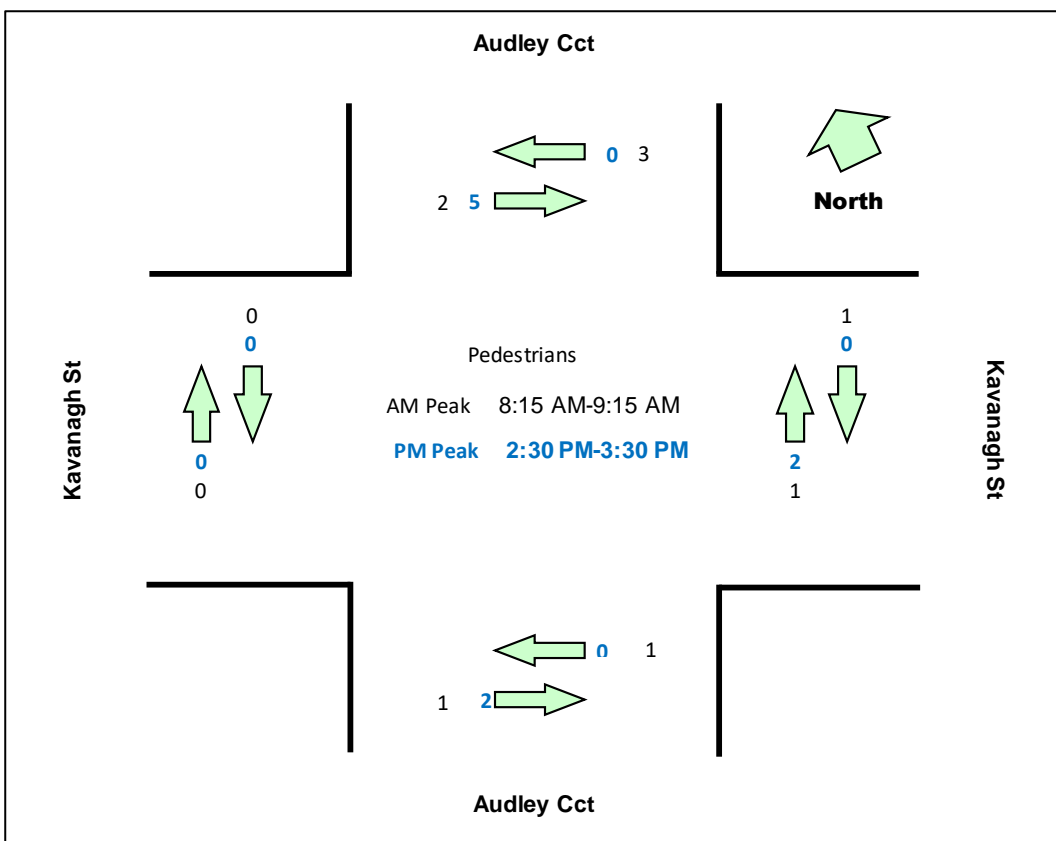 Audley Cct
0 3
2 5
North
0
0
1
0
Kavanagh St
Pedestrians
AM Peak 8:15 AM-9:15 AM
PM Peak 2:30 PM-3:30 PM
Kavanagh St
0
0
2
1
0 1
1 2
Audley Cct